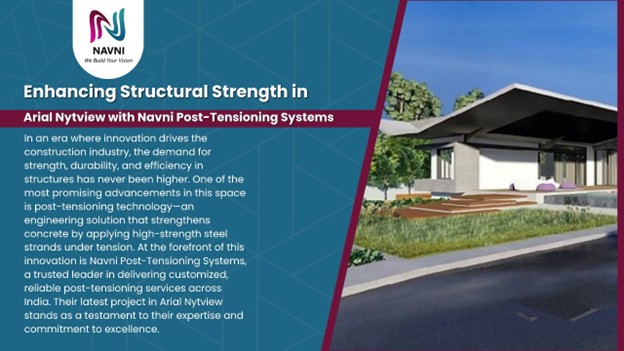 NAVNI
We Build Your Vision
Enhancing Structural Strength in
Arial Nytview with Navni Post-Tensioning Systems
In an era where innovation drives the
construction industry, the demand for
strength, durability, and efficiency in
structures has never been higher. One of the
most promising advancements in this space
is post-tensioning technology—an
engineering solution that strengthens
concrete by applying high-strength steel
strands under tension. At the forefront of this
innovation is Navni Post-Tensioning Systems,
a trusted leader in delivering customized,
reliable post-tensioning services across
India. Their latest project in Arial Nytview
stands as a testament to their expertise and
commitment to excellence.